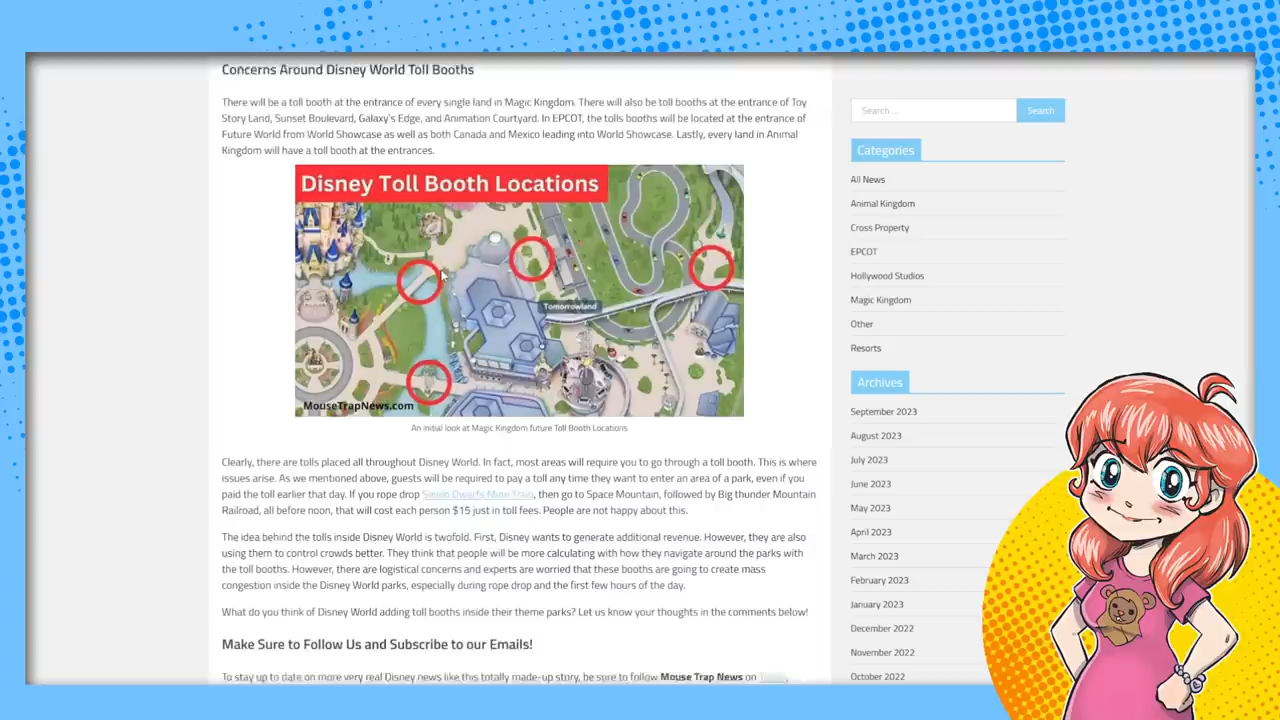 Concerns Around Disney World Toll Booths
There will be a toll booth at the entrance of every single land in Magic Kingdom. There will also be toll booths at the entrance of Toy
Story Land, Sunset Boulevard, Galaxy's Edge, and Animation Courtyard. In EPCOT, the tolls booths will be located at the entrance of
Future World from World Showcase as well as both Canada and Mexico leading into World Showcase. Lastly, every land in Animal
Kingdom will have a toll booth at the entrances.
Disney Toll Booth Locations
Tomorrowland
MouseTrapNews.com
An initial look at Magic Kingdom future Toll Booth Locations
Clearly, there are tolls placed all throughout Disney World. In fact, most areas will require you to go through a toll booth. This is where
issues arise. As we mentioned above, guests will be required to pay a toll any time they want to enter an area of a park, even if you
paid the toll earlier that day. If you rope drop Seven Dwarfs Mine Train, then go to Space Mountain, followed by Big thunder Mountain
Railroad, all before noon, that will cost each person $15 just in toll fees. People are not happy about this.
The idea behind the tolls inside Disney World is twofold. First, Disney wants to generate additional revenue. However, they are also
using them to control crowds better. They think that people will be more calculating with how they navigate around the parks with
the toll booths. However, there are logistical concerns and experts are worried that these booths are going to create mass
congestion inside the Disney World parks, especially during rope drop and the first few hours of the day.
What do you think of Disney World adding toll booths inside their theme parks? Let us know your thoughts in the comments below!
Make Sure to Follow Us and Subscribe to our Emails!
To stay up to date on more very real Disney news like this totally made-up story, be sure to follow Mouse Trap News on
Search ...
Search
Categories
All News
Animal Kingdom
Cross Property
EPCOT
Hollywood Studios
Magic Kingdom
Other
Resorts
Archives
September 2023
August 2023
July 2023
June 2023
May 2023
April 2023
March 2023
February 2023
January 2023
December 2022
November 2022
October 2022